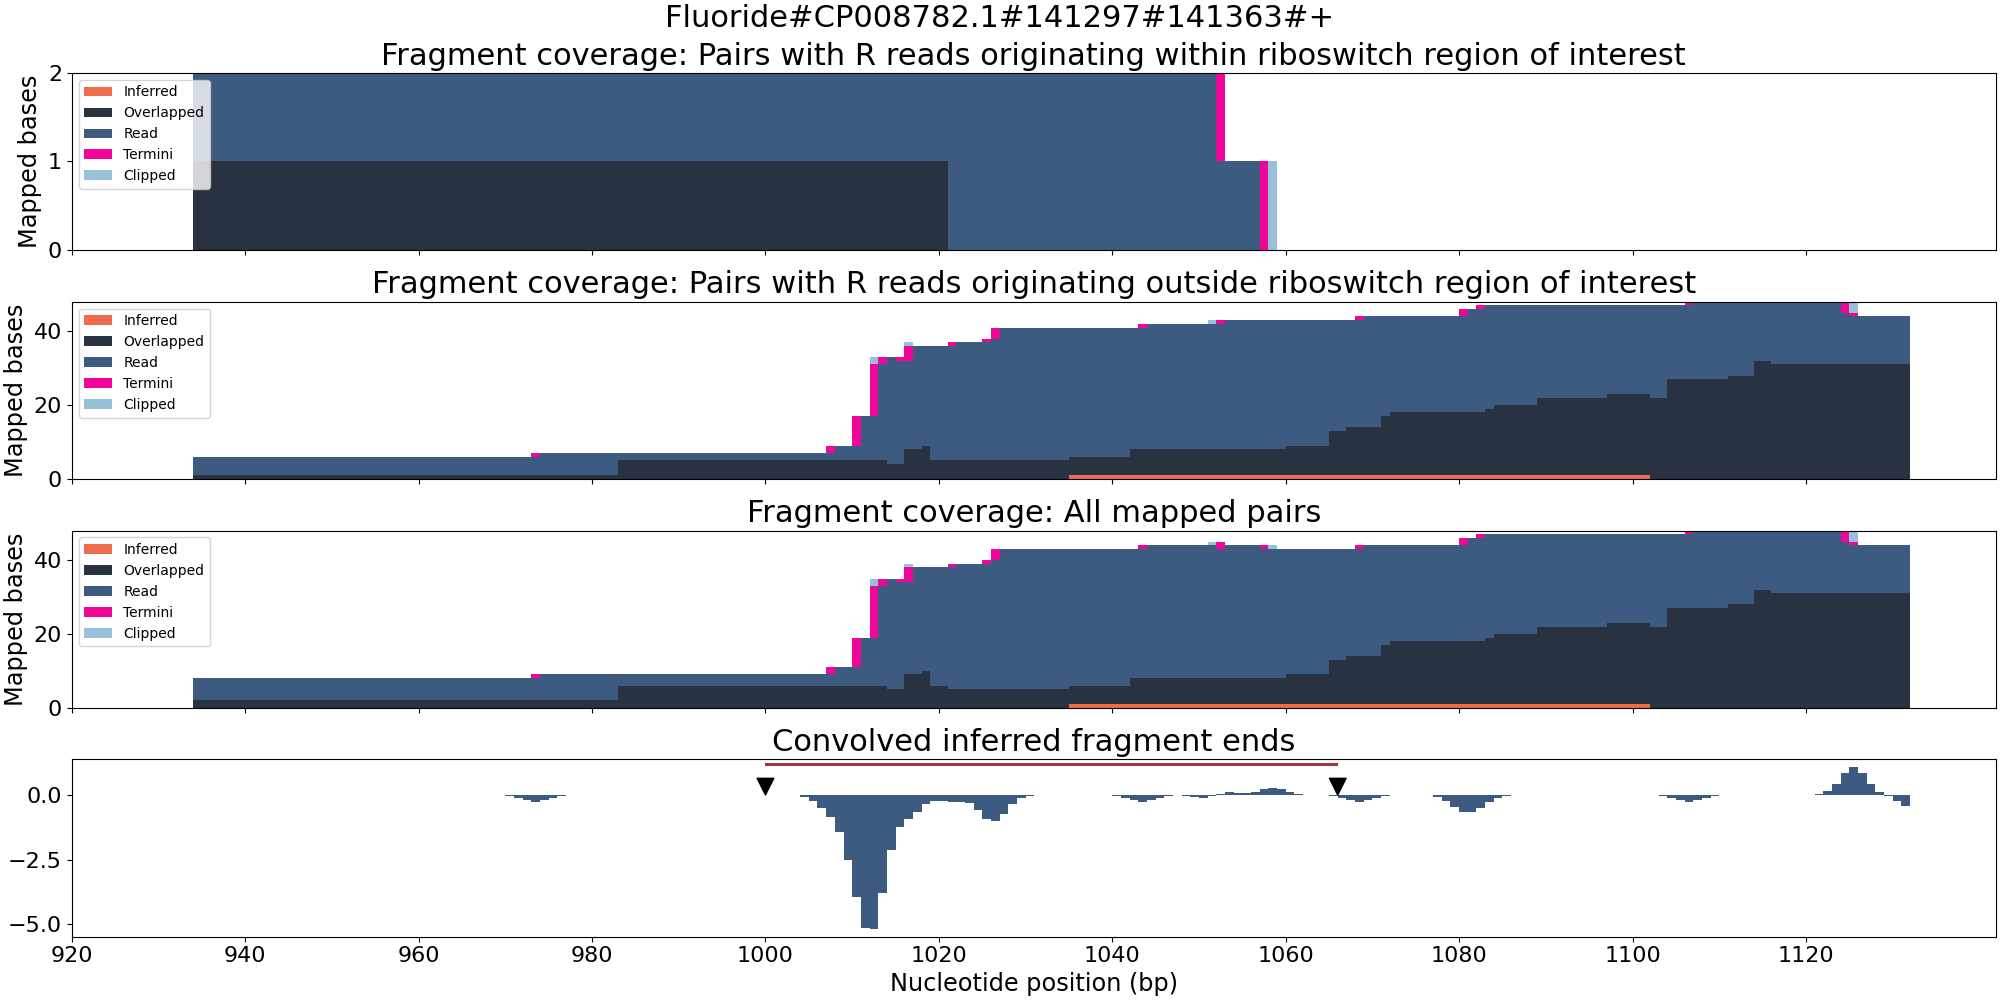 Fluoride#CP008782.1#141297#141363#+
Fragment coverage: Pairs with R reads originating within riboswitch region of interest
Mapped bases
2
1
0
Inferred
Overlapped
Read
Termini
Clipped
Fragment coverage: Pairs with R reads originating outside riboswitch region of interest
Mapped bases
40
20
0
Inferred
Overlapped
Read
Termini
Clipped
Fragment coverage: All mapped pairs
Mapped bases
40
20
0
Inferred
Overlapped
Read
Termini
Clipped
Convolved inferred fragment ends
0.0
−2.5
−5.0
920 940 960 980 1000 1020 1040 1060 1080 1100 1120
Nucleotide position (bp)